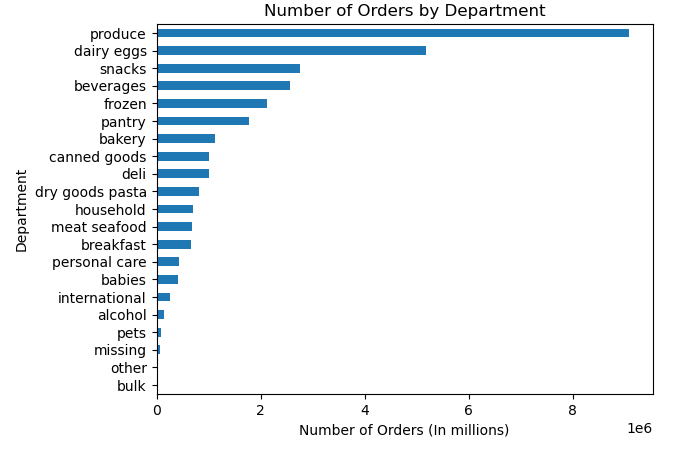 Number of Orders by Department
produce
dairy eggs
snacks
beverages
frozen
pantry
bakery
canned goods
deli
dry goods pasta
household
meat seafood
breakfast
personal care
babies
international
alcohol
pets
missing
other
bulk
Department
0 2 4 6 8
1e6
Number of Orders (In millions)